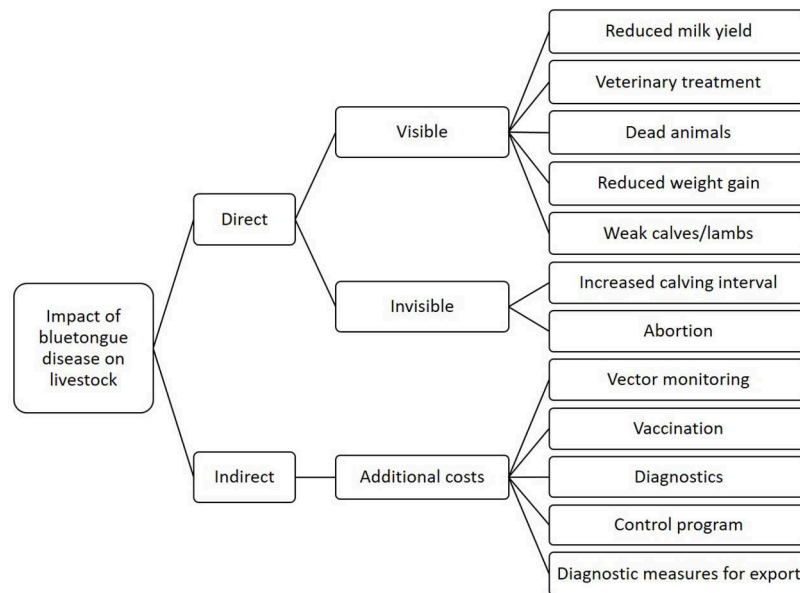 Reduced milk yield
Veterinary treatment
Visible
Dead animals
Reduced weight gain
Direct
Weak calves/lambs
Increased calving interval
Invisible
Impact of
bluetongue
disease on
livestock
Abortion
Vector monitoring
Vaccination
Indirect
Additional costs
Diagnostics
Control program
Diagnostic measures for export